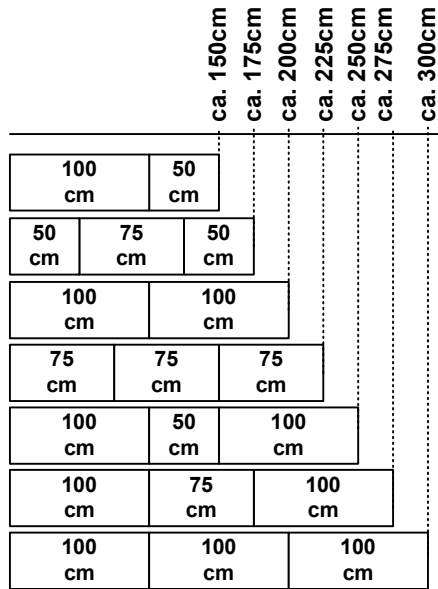 ca. 150cm
ca. 175cm
ca. 200cm
ca. 225cm
ca. 250cm
ca. 275cm
ca. 300cm
100 50
cm cm
50 75 50
cm cm cm
100 100
cm cm
75 75 75
cm cm cm
100 50 100
cm cm cm
100 75 100
cm cm cm
100 100 100
cm cm cm